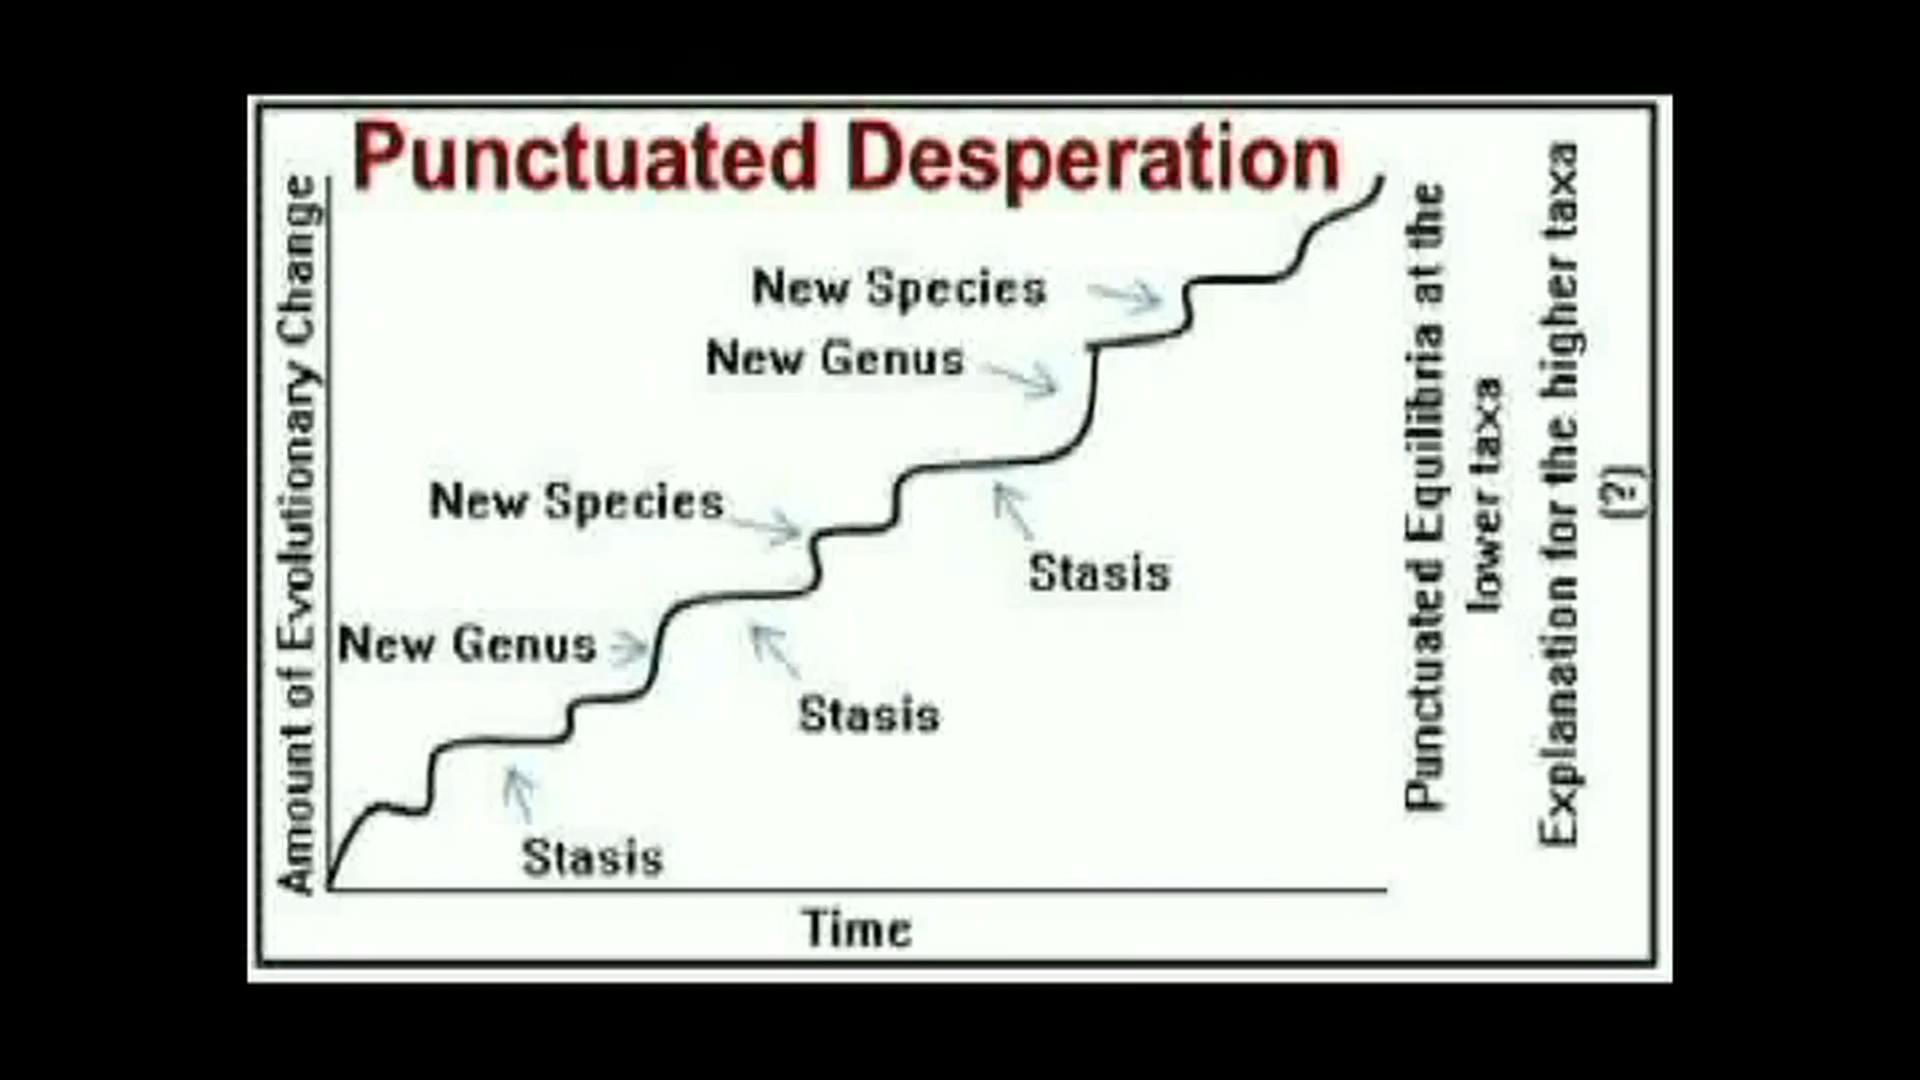 Punctuated Desperation
Amount of Evolutionary Change
New Species
New Genus
New Species
Stasis
New Genus
Stasis
Stasis
Time
Punctuated Equilibria at the
lower taxa
Explanation for the higher taxa
(?)